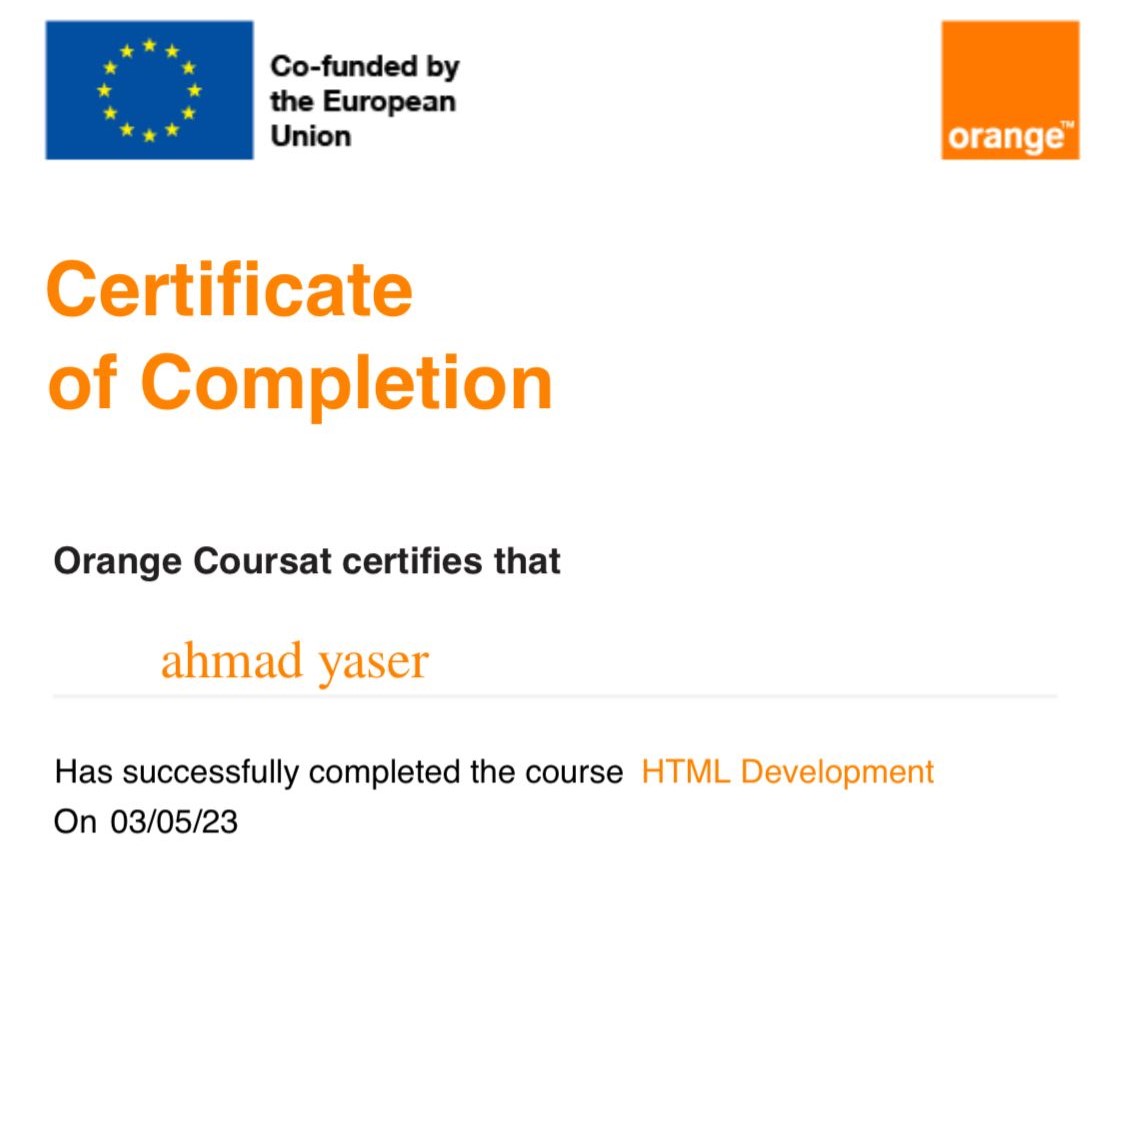 Co-funded by
the European
Union
orange™
Certificate
of Completion
Orange Coursat certifies that
ahmad yaser
Has successfully completed the course HTML Development
On 03/05/23